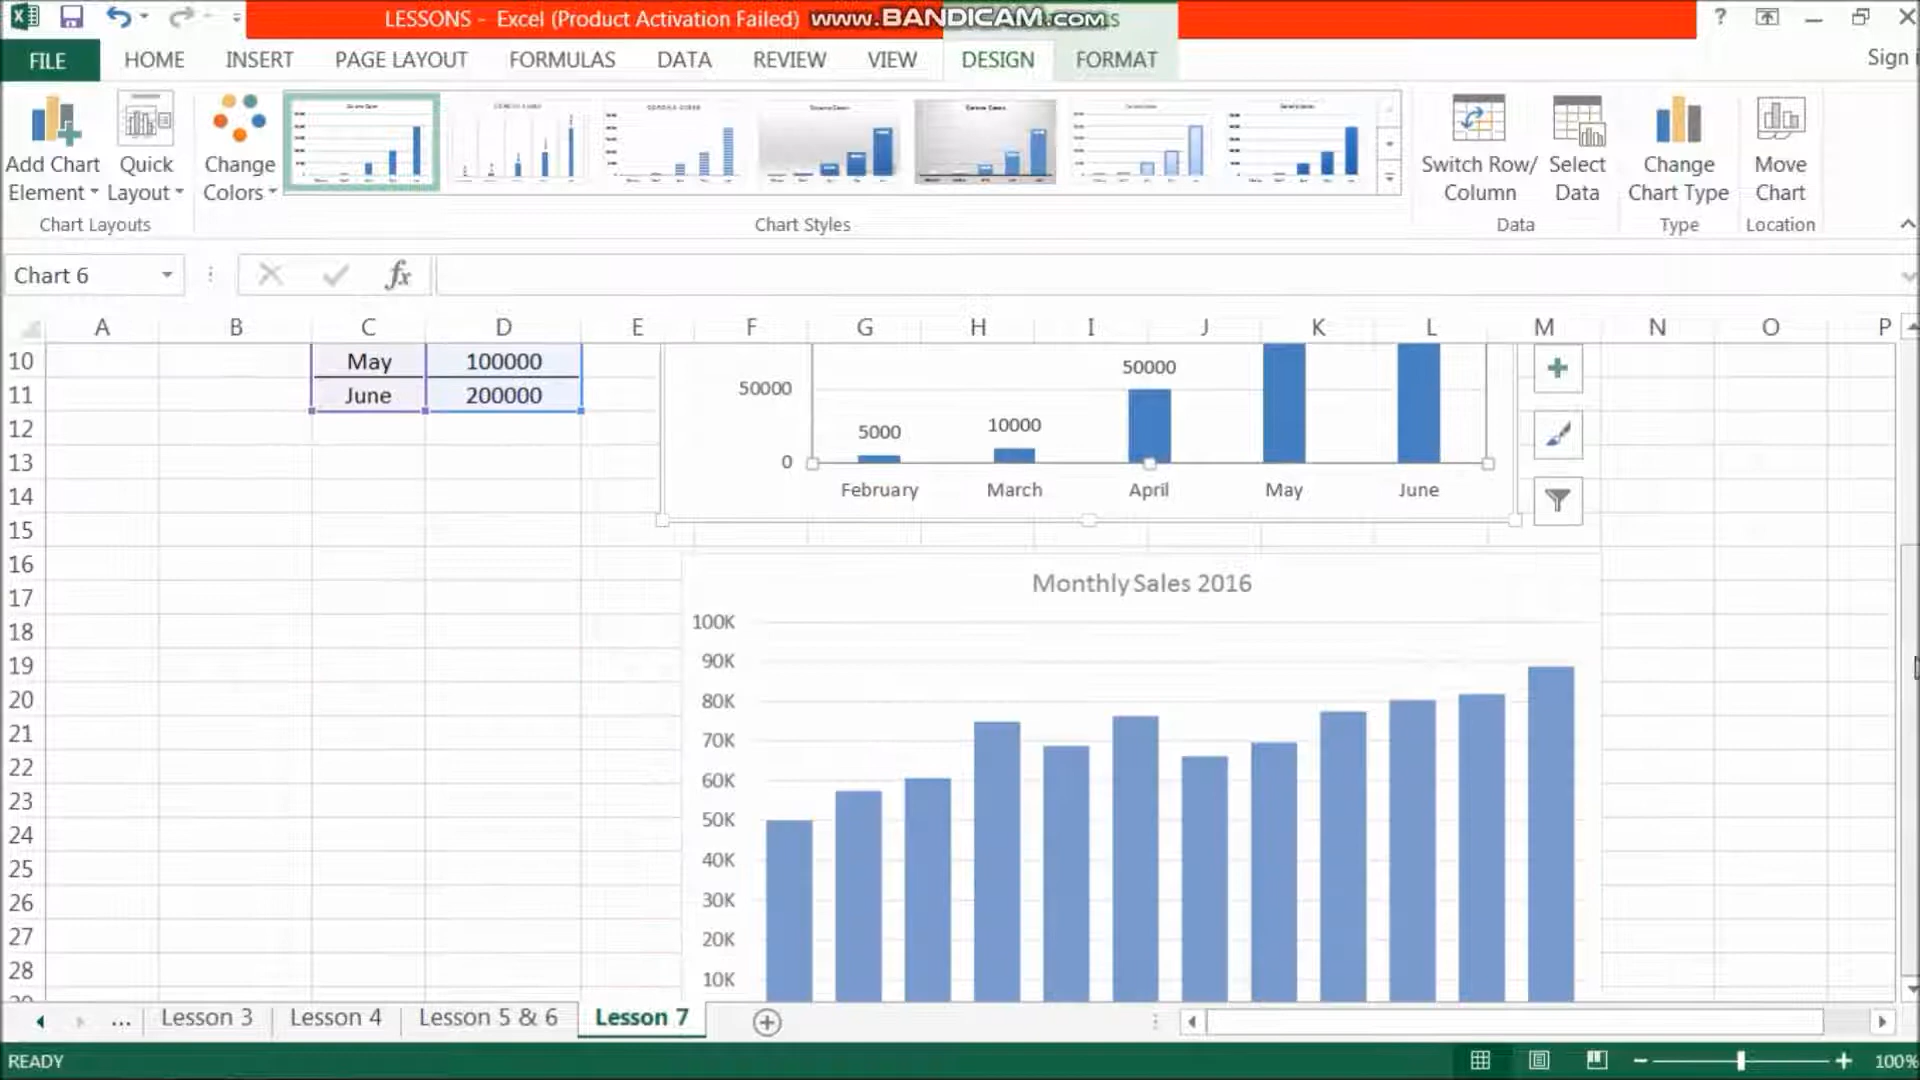 LESSONS - Excel (Product Activation Failed)
www.BANDICAM.com
?
Sign
FILE
HOME
INSERT
PAGE LAYOUT
FORMULAS
DATA
REVIEW
VIEW
DESIGN
FORMAT
Add Chart
Element
Quick
Layout
Change
Colors
Switch Row/
Column
Select
Data
Change
Chart Type
Move
Chart
Chart Layouts
Chart Styles
Data
Type
Location
Chart 6
fx
A B C D E F G H I J K L M N O P
10 May 100000
11 June 200000
12
13
14
15
16
17
18
19
20
21
22
23
24
25
26
27
28
50000
0
5000
10000
50000
February March April May June
Monthly Sales 2016
100K
90K
80K
70K
60K
50K
40K
30K
20K
10K
... Lesson 3 Lesson 4 Lesson 5 & 6 Lesson 7
READY
100%